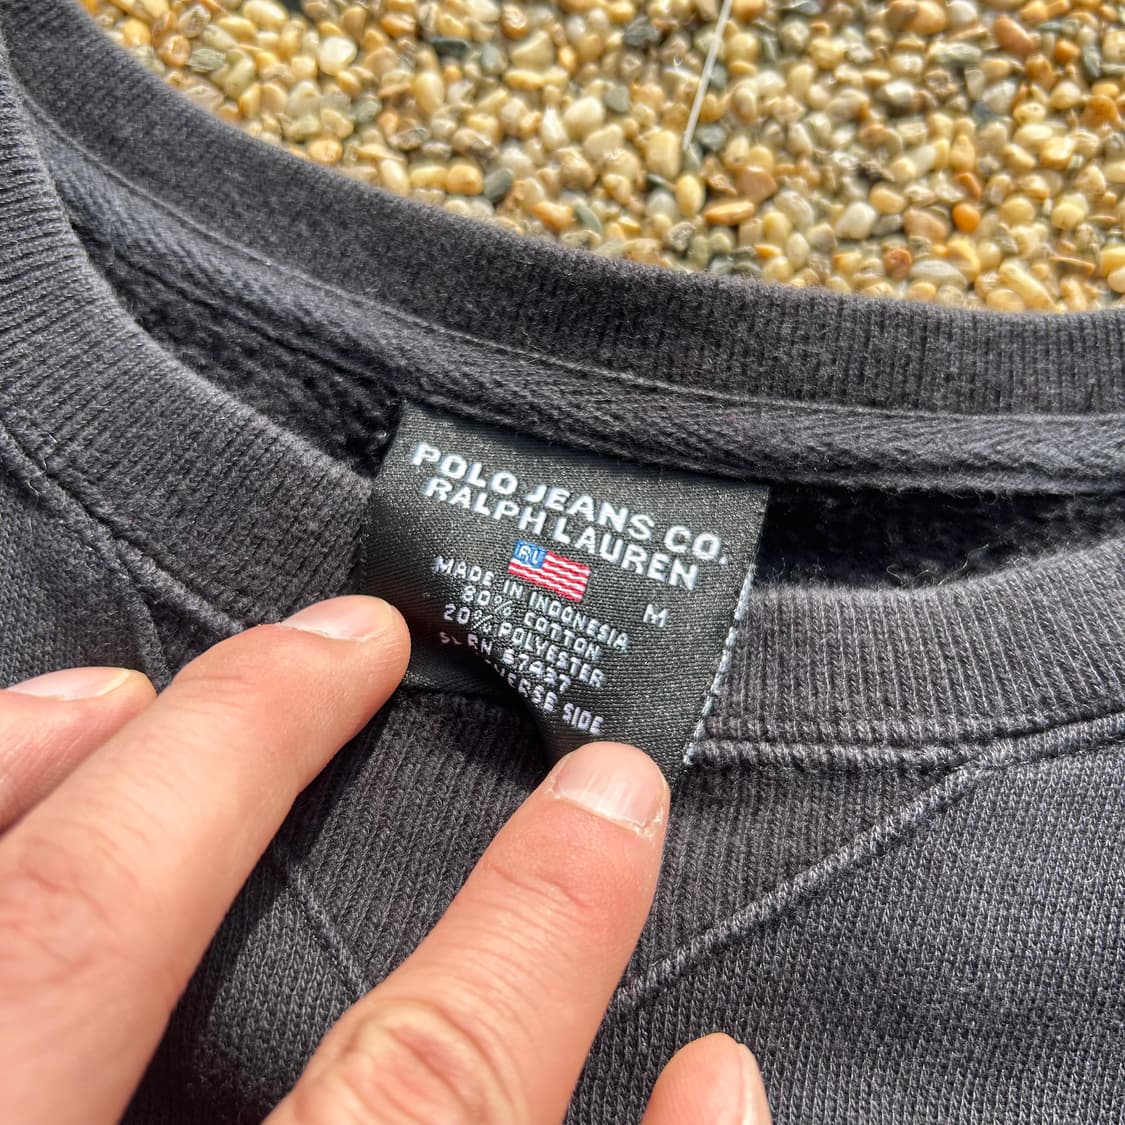 POLO JEANS CO.
RALPH LAUREN
RL
M
MADE IN INDONESIA
80% COTTON
20% POLYESTER
SIDE